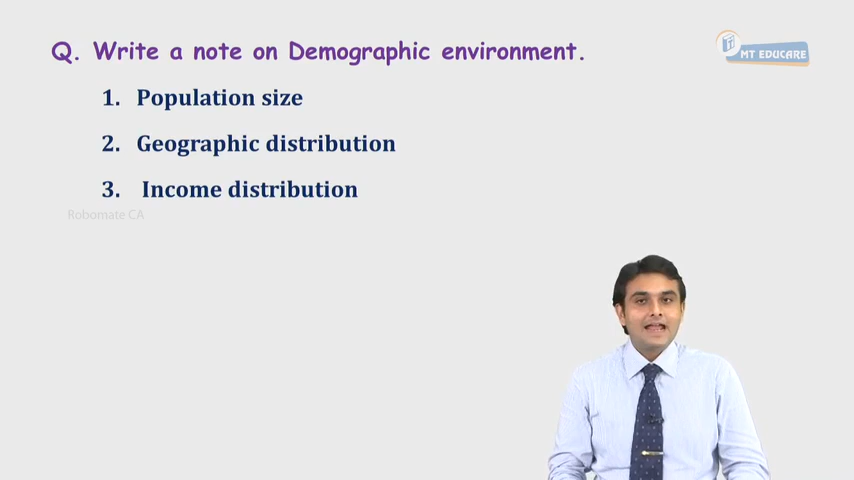 Q. Write a note on Demographic environment.
MT EDUCARE
1. Population size
2. Geographic distribution
3. Income distribution
Robomate CA